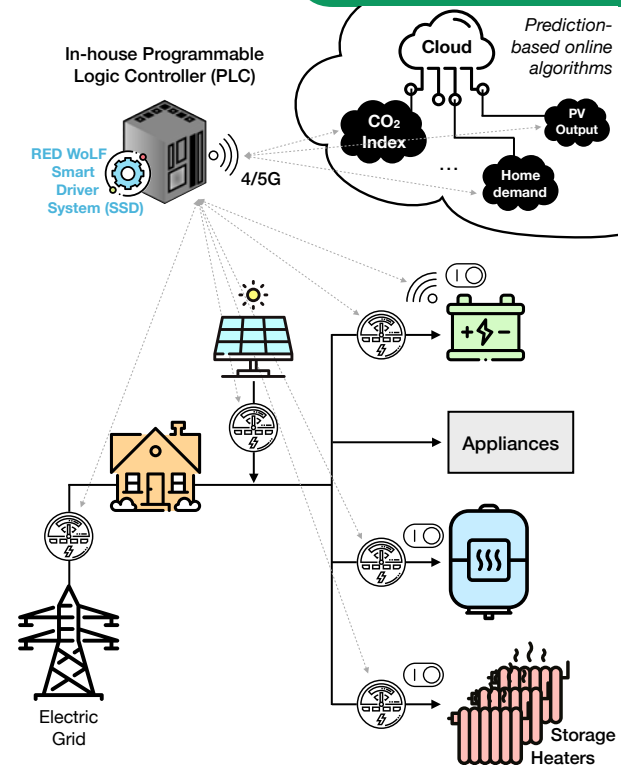 In-house Programmable
Logic Controller (PLC)
Prediction-
based online
algorithms
Cloud
CO₂
Index
PV
Output
Home
demand
...
RED WoLF
Smart
Driver
System (SSD)
4/5G
Appliances
Electric
Grid
Storage
Heaters